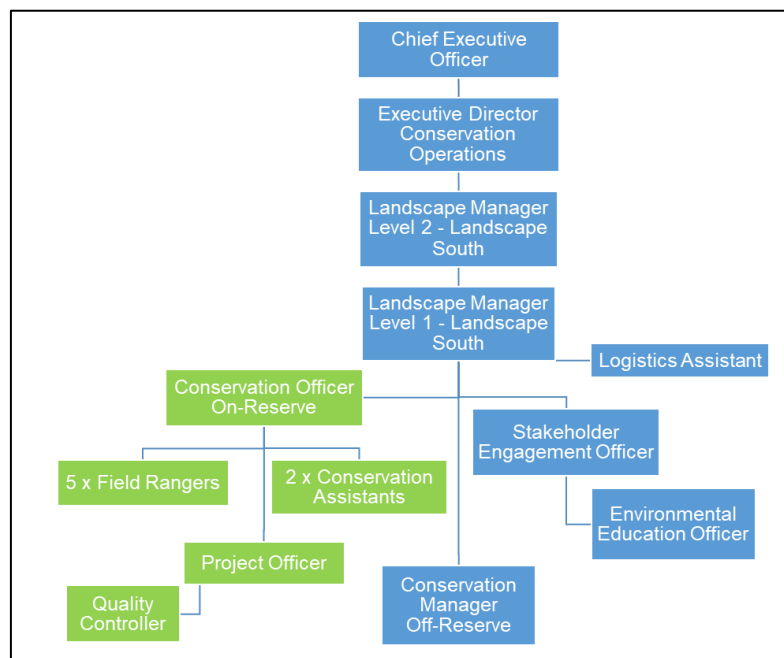 Chief Executive
Officer
Executive Director
Conservation
Operations
Landscape Manager
Level 2 - Landscape
South
Landscape Manager
Level 1 - Landscape
South
Logistics Assistant
Conservation Officer
On-Reserve
Stakeholder
Engagement Officer
5 x Field Rangers
2 x Conservation
Assistants
Environmental
Education Officer
Project Officer
Conservation
Manager
Off-Reserve
Quality
Controller